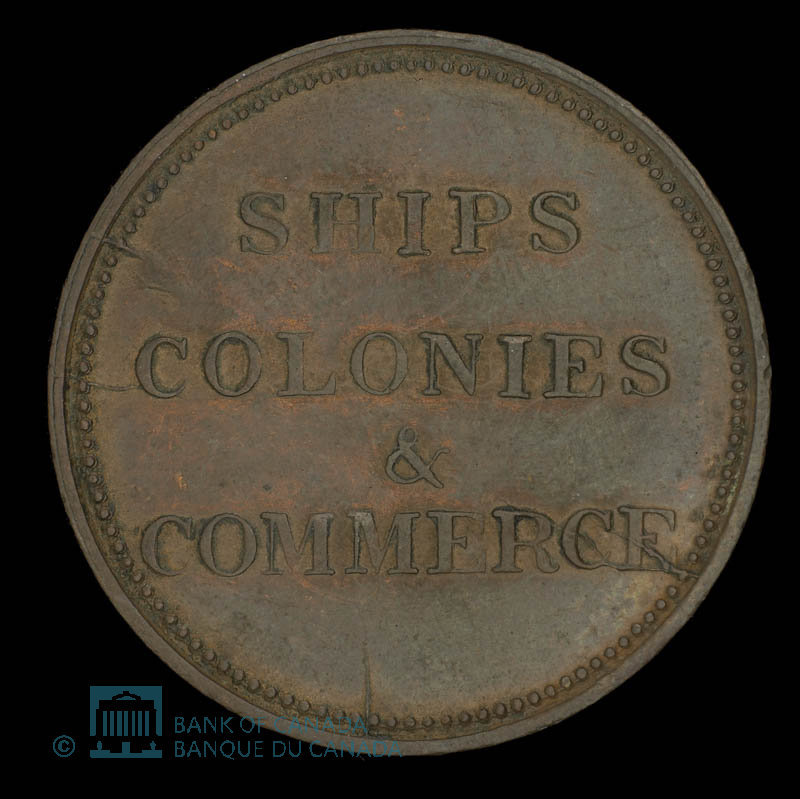 SHIPS
COLONIES
&
COMMERCE
© BANK OF CANADA
BANQUE DU CANADA